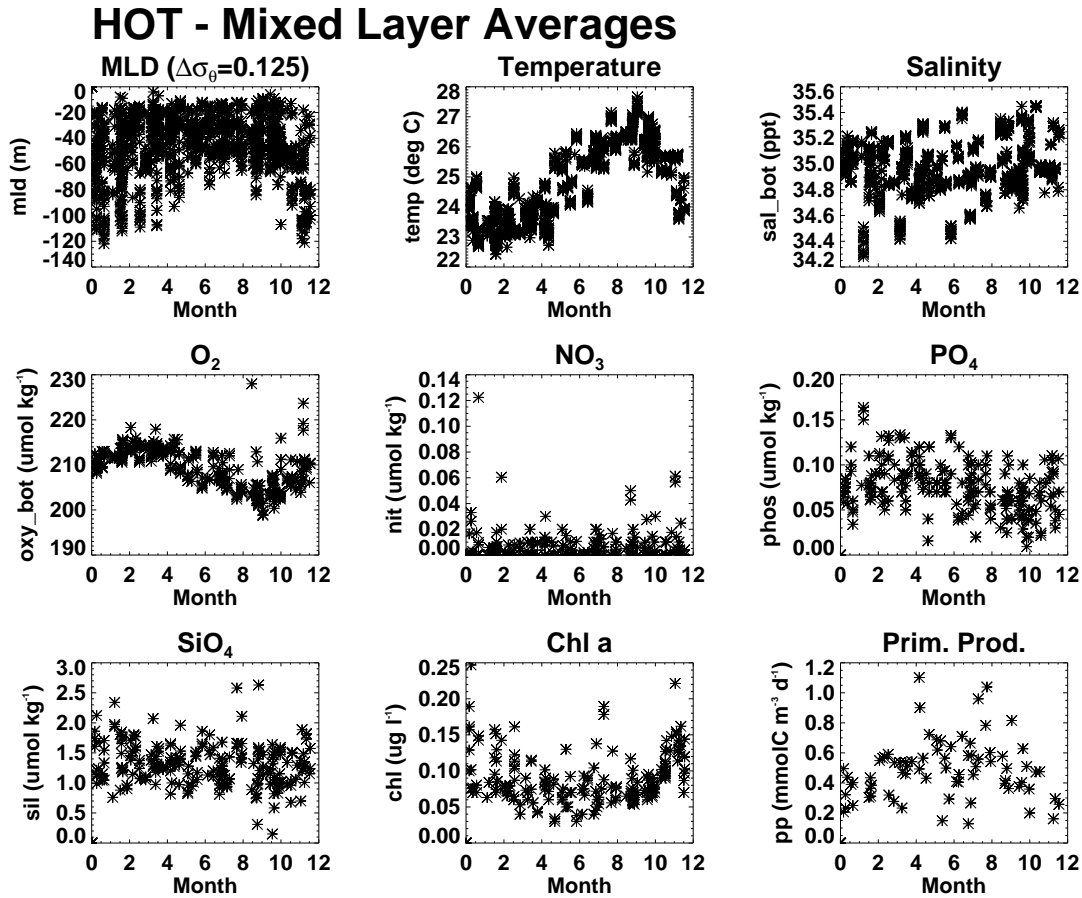 HOT - Mixed Layer Averages
MLD (Δσθ=0.125)
mld (m)
0
-20
-40
-60
-80
-100
-120
-140
0 2 4 6 8 10 12
Month
Temperature
temp (deg C)
28
27
26
25
24
23
22
0 2 4 6 8 10 12
Month
Salinity
sal_bot (ppt)
35.6
35.4
35.2
35.0
34.8
34.6
34.4
34.2
0 2 4 6 8 10 12
Month
O₂
oxy_bot (umol kg⁻¹)
230
220
210
200
190
0 2 4 6 8 10 12
Month
NO₃
nit (umol kg⁻¹)
0.14
0.12
0.10
0.08
0.06
0.04
0.02
0.00
0 2 4 6 8 10 12
Month
PO₄
phos (umol kg⁻¹)
0.20
0.15
0.10
0.05
0.00
0 2 4 6 8 10 12
Month
SiO₄
sil (umol kg⁻¹)
3.0
2.5
2.0
1.5
1.0
0.5
0.0
0 2 4 6 8 10 12
Month
Chl a
chl (ug l⁻¹)
0.25
0.20
0.15
0.10
0.05
0.00
0 2 4 6 8 10 12
Month
Prim. Prod.
pp (mmolC m⁻³ d⁻¹)
1.2
1.0
0.8
0.6
0.4
0.2
0.0
0 2 4 6 8 10 12
Month